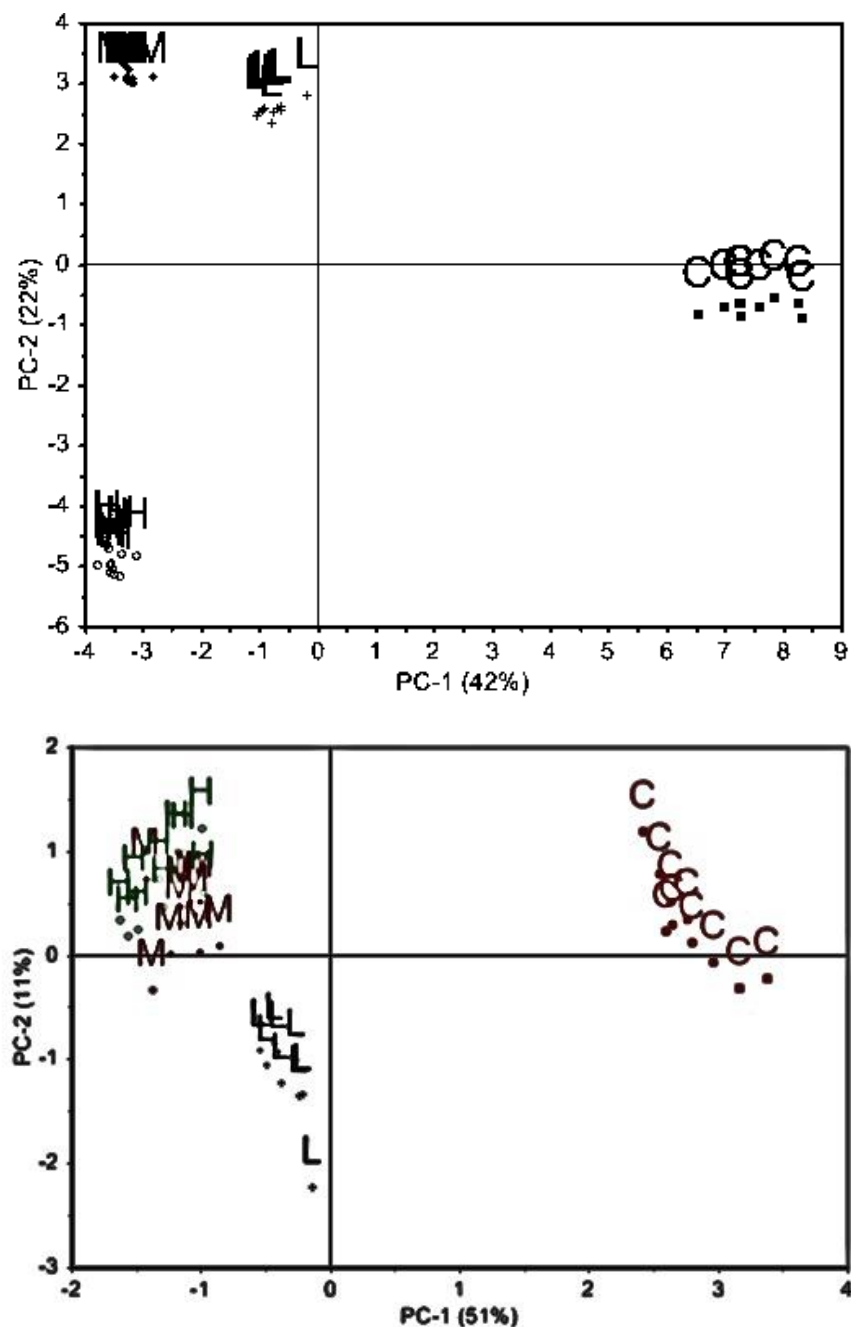 4
M M M L L
3
2
1
0
C C C C C C C C
-1
-2
-3
-4
H H H
-5
-6
PC-2 (22%)
-4 -3 -2 -1 0 1 2 3 4 5 6 7 8 9
PC-1 (42%)
2
H H H H H H H H M M M M M M M
C C C C C C C C C C
1
0
L L L L L L L L
-1
-2
-3
PC-2 (11%)
-2 -1 0 1 2 3 4
PC-1 (51%)